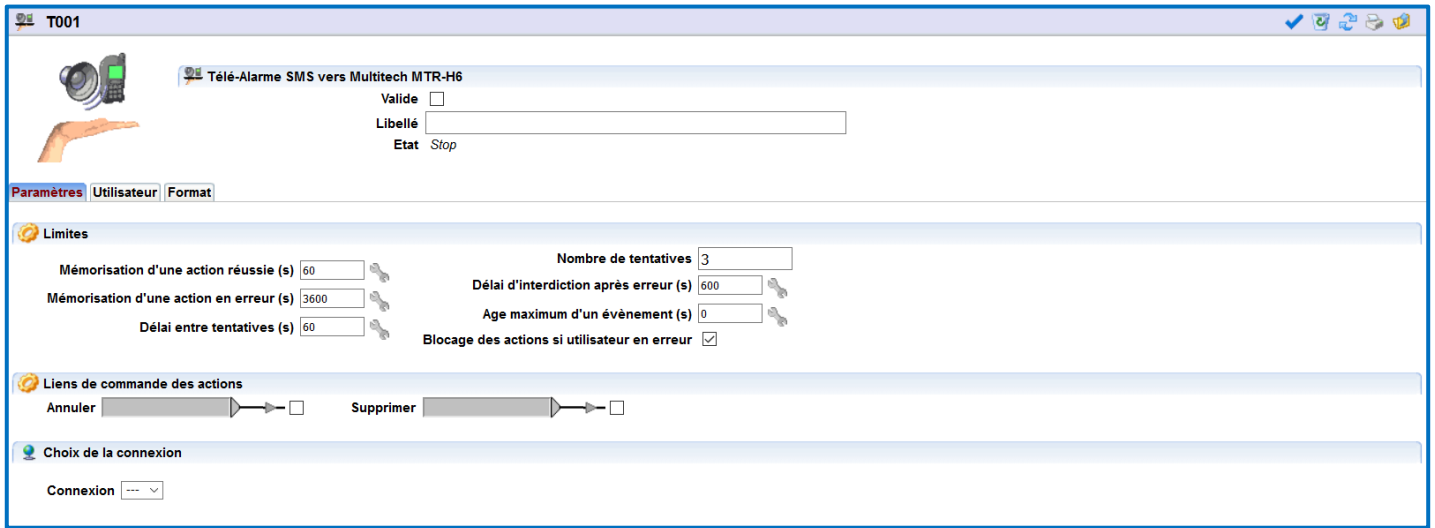 T001
Télé-Alarme SMS vers Multitech MTR-H6
Valide
Libellé
Etat Stop
Paramètres Utilisateur Format
Limites
Mémorisation d'une action réussie (s) 60
Mémorisation d'une action en erreur (s) 3600
Délai entre tentatives (s) 60
Nombre de tentatives 3
Délai d'interdiction après erreur (s) 600
Age maximum d'un évènement (s) 0
Blocage des actions si utilisateur en erreur
Liens de commande des actions
Annuler Supprimer
Choix de la connexion
Connexion ---